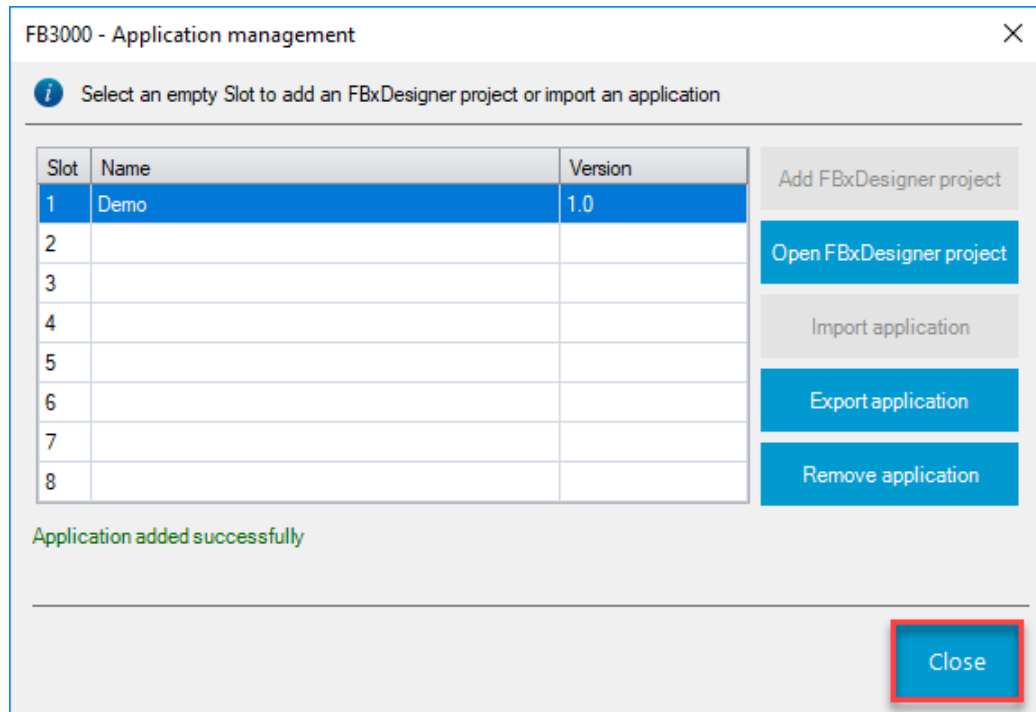 FB3000 - Application management
Select an empty Slot to add an FBxDesigner project or import an application
Slot Name Version
1 Demo 1.0
2
3
4
5
6
7
8
Add FBxDesigner project
Open FBxDesigner project
Import application
Export application
Remove application
Application added successfully
Close